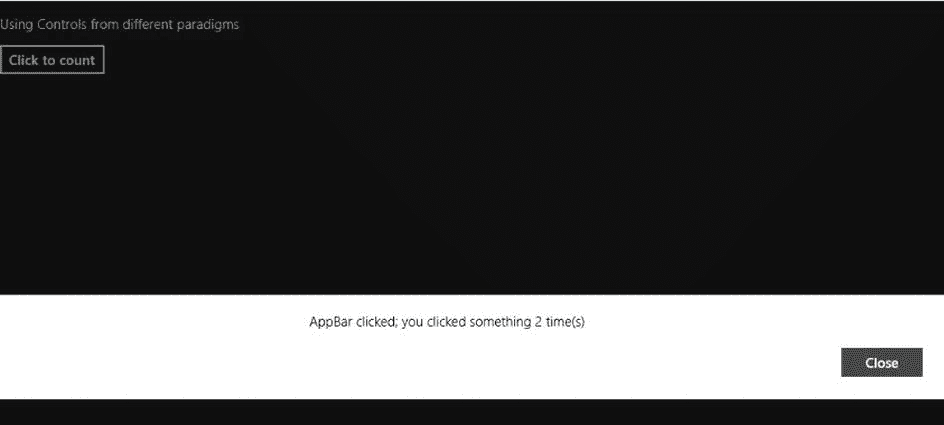 Using Controls from different paradigms
Click to count
AppBar clicked; you clicked something 2 time(s)
Close